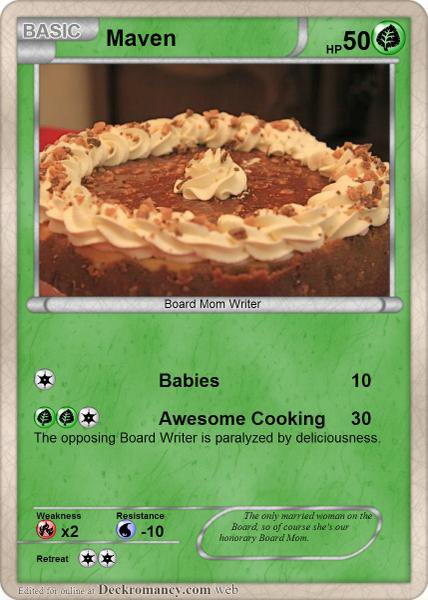 BASIC Maven HP50
Board Mom Writer
Babies 10
Awesome Cooking 30
The opposing Board Writer is paralyzed by deliciousness.
Weakness Resistance
x2 -10
The only married woman on the
Board, so of course she's our
honorary Board Mom.
Retreat
Edited for online at Deckromancy.com web